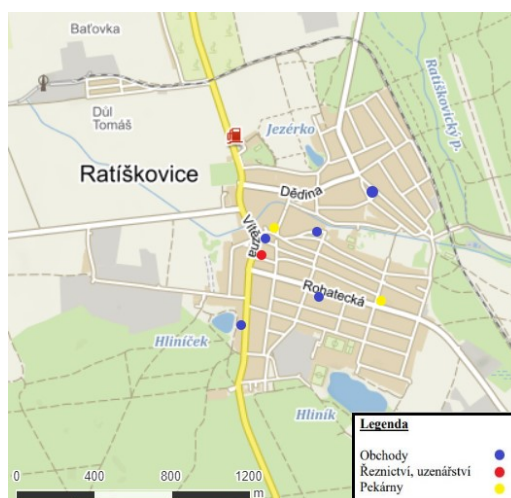 Baťovka
Důl
Tomáš
Ratíškovický p.
Jezérko
Ratíškovice
Dědina
Vítězná
Rohatecká
Hliníček
Hliník
Legenda
Obchody
Řeznictví, uzenářství
Pekárny
0 400 800 1200
m